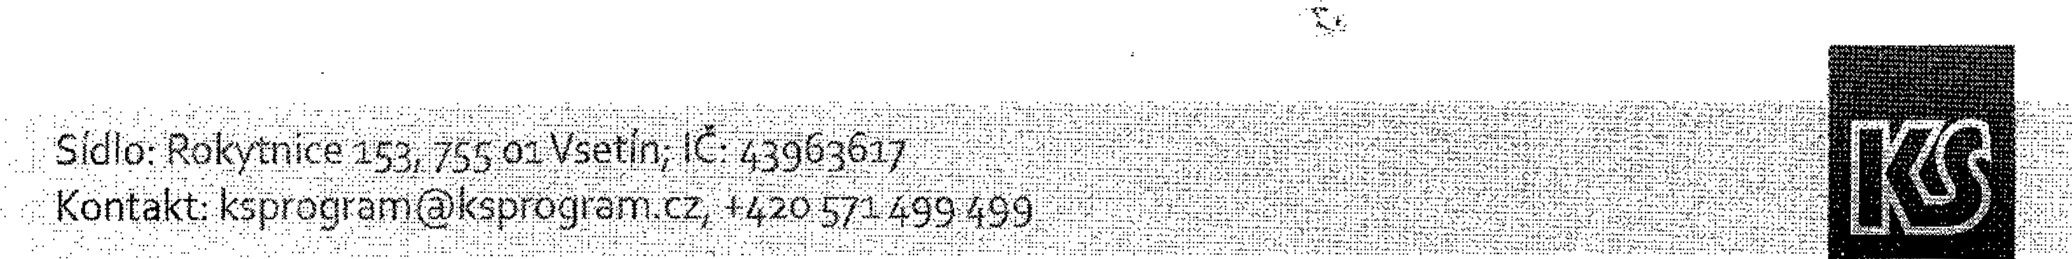 Sídlo: Rokytnice 153, 755 01 Vsetín; IČ: 43963617
Kontakt: ksprogram@ksprogram.cz, +420 571 499 499
KS